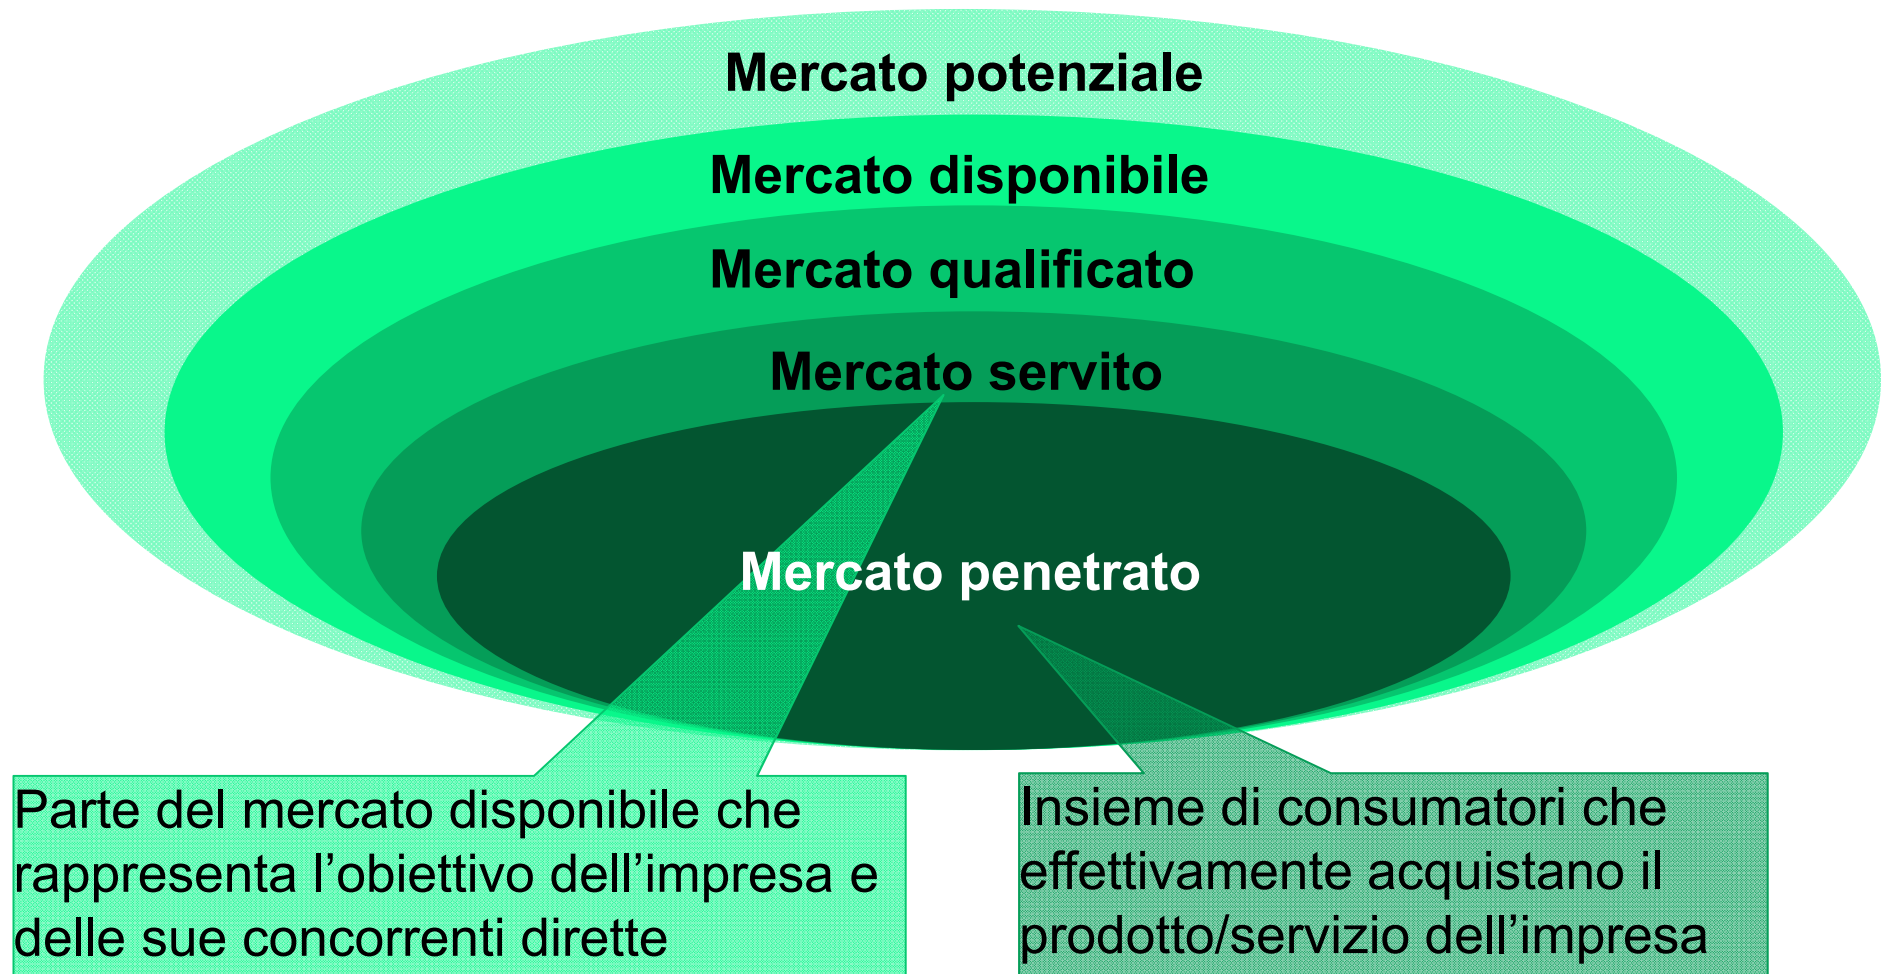 Mercato potenziale
Mercato disponibile
Mercato qualificato
Mercato servito
Mercato penetrato
Parte del mercato disponibile che
rappresenta l’obiettivo dell’impresa e
delle sue concorrenti dirette
Insieme di consumatori che
effettivamente acquistano il
prodotto/servizio dell’impresa